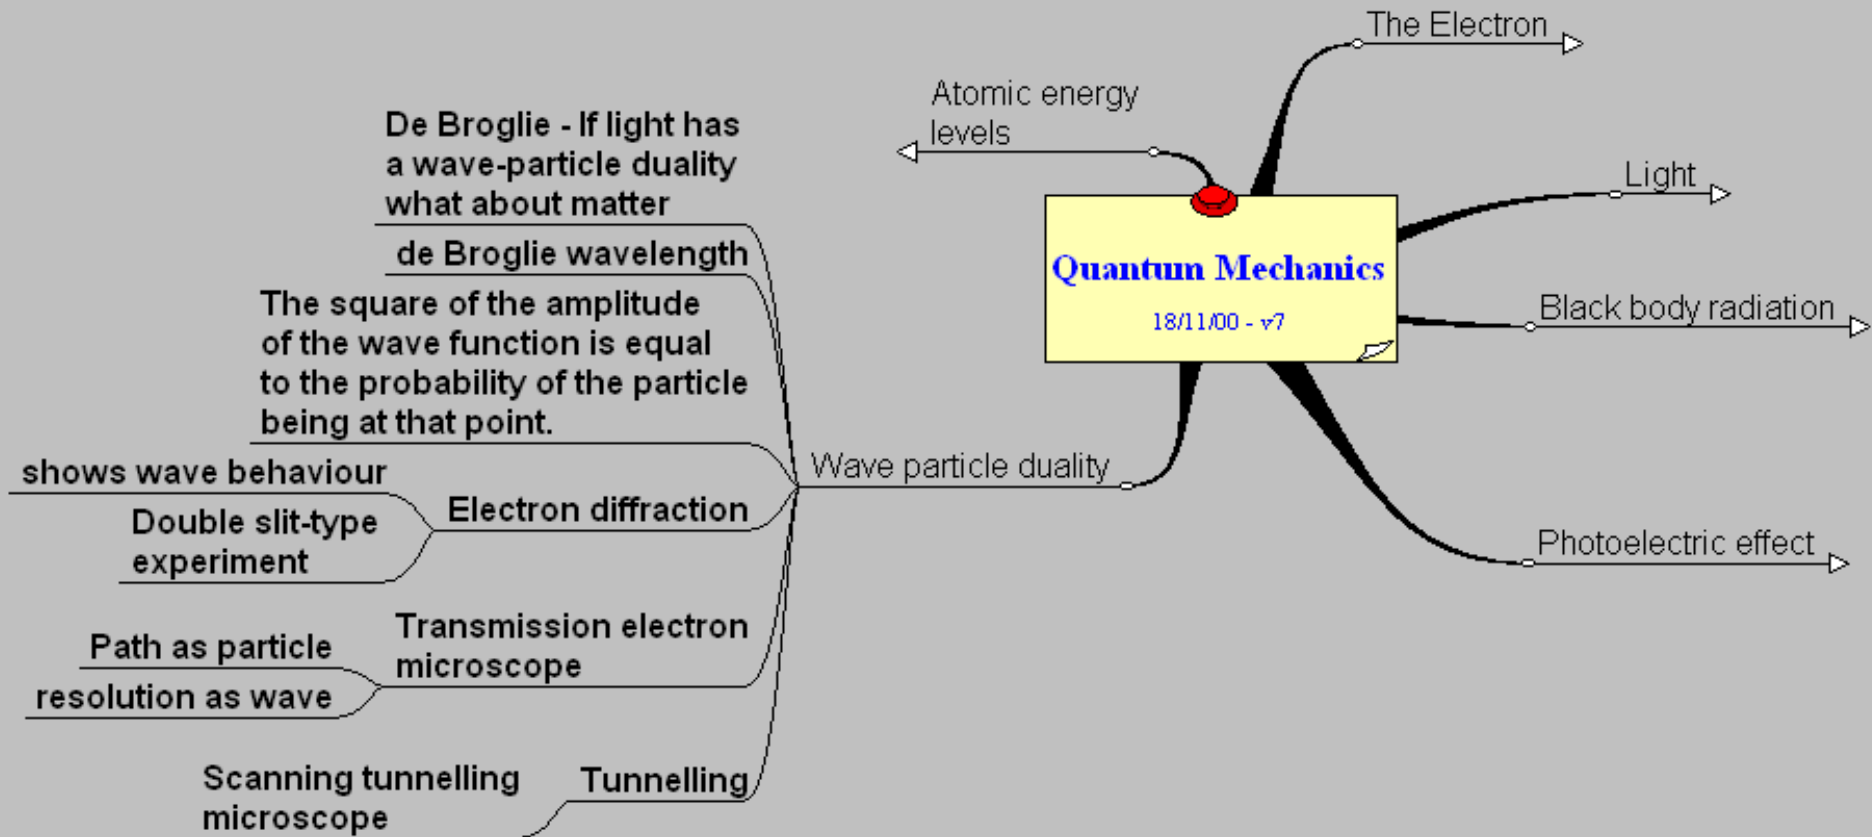 The Electron
Atomic energy
levels
Light
Quantum Mechanics
18/11/00 - v7
Black body radiation
Photoelectric effect
Wave particle duality
De Broglie - If light has
a wave-particle duality
what about matter
de Broglie wavelength
The square of the amplitude
of the wave function is equal
to the probability of the particle
being at that point.
Electron diffraction
shows wave behaviour
Double slit-type
experiment
Transmission electron
microscope
Path as particle
resolution as wave
Tunnelling
Scanning tunnelling
microscope